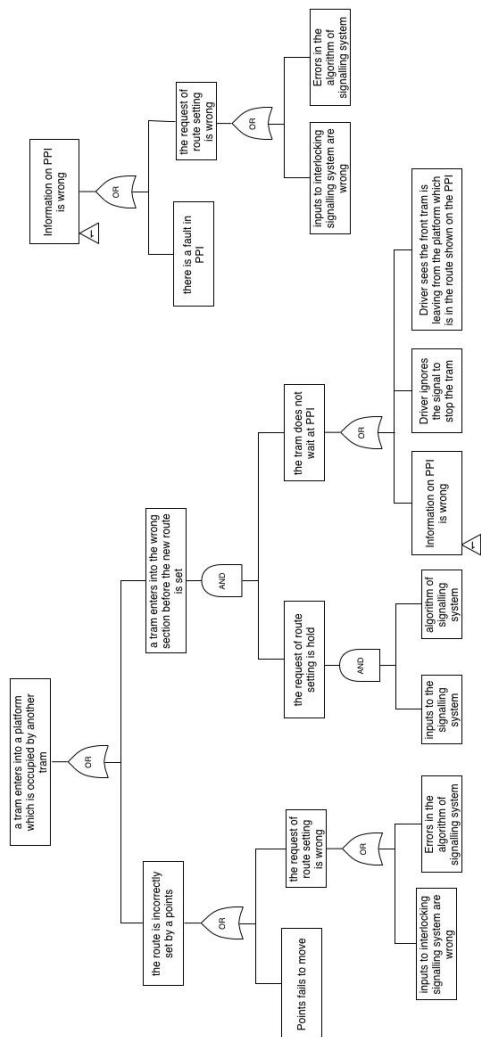 a tram enters into a platform
which is occupied by another
tram
OR
the route is incorrectly
set by a points
OR
Points fails to move
the request of
route setting
is wrong
OR
inputs to interlocking
signalling system are
wrong
Errors in the
algorithm of
signalling system
a tram enters into the wrong
section before the new route
is set
AND
the request of route
setting is hold
AND
inputs to the
signalling
system
algorithm of
signalling
system
the tram does not
wait at PPI
OR
Information on PPI
is wrong
1
Driver ignores
the signal to
stop the tram
Driver sees the front tram is
leaving from the platform which
is in the route shown on the PPI
Information on PPI
is wrong
1
OR
there is a fault in
PPI
the request of
route setting
is wrong
OR
inputs to interlocking
signalling system are
wrong
Errors in the
algorithm of
signalling system